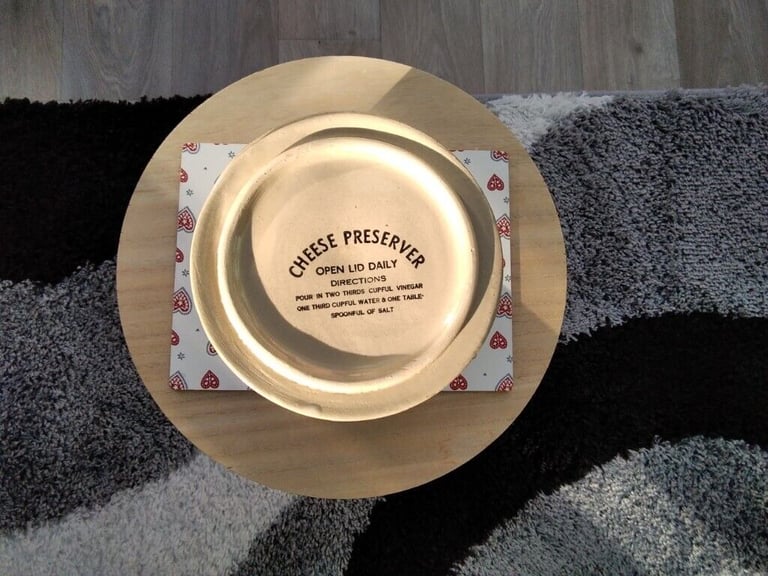 CHEESE PRESERVER
OPEN LID DAILY
DIRECTIONS
POUR IN TWO THIRDS CUPFUL VINEGAR
ONE THIRD CUPFUL WATER & ONE TABLE-
SPOONFUL OF SALT